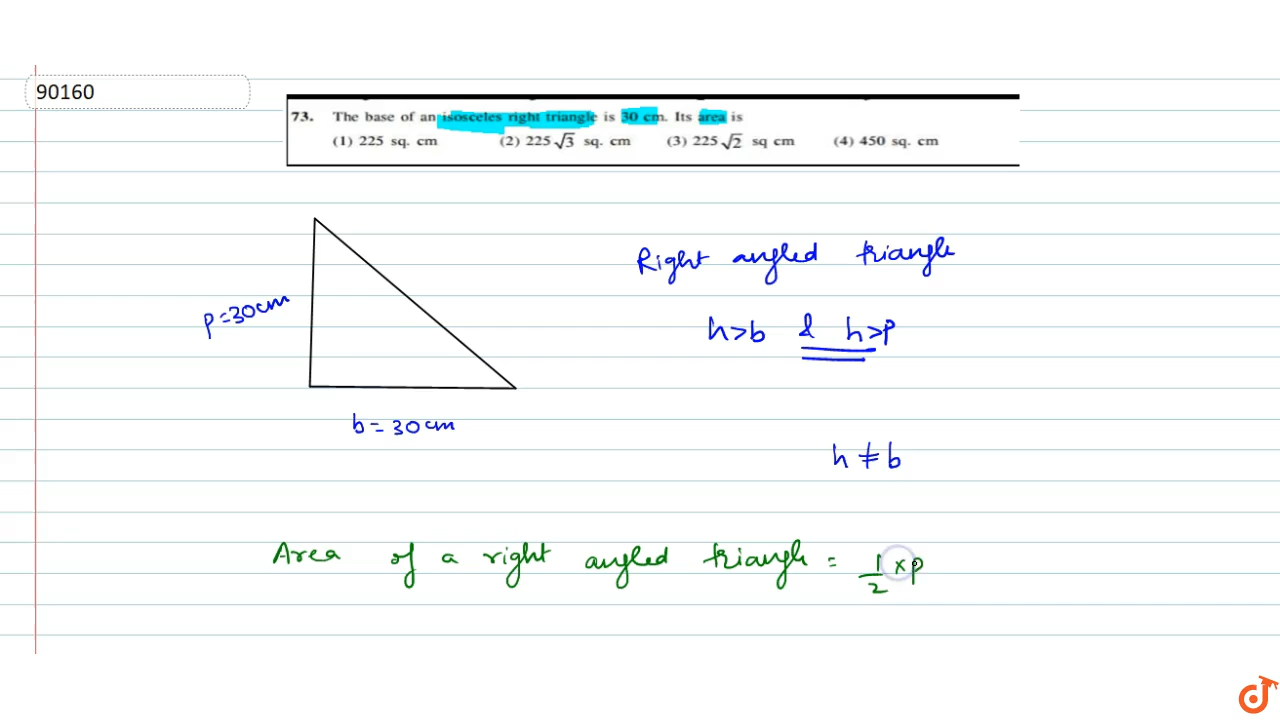 90160
73. The base of an isosceles right triangle is 30 cm. Its area is
(1) 225 sq. cm (2) 225 √3 sq. cm (3) 225 √2 sq cm (4) 450 sq. cm
Right angled triangle
p=30cm
h>b & h>p
b=30cm
h≠b
Area of a right angled triangle = 1/2 ×p